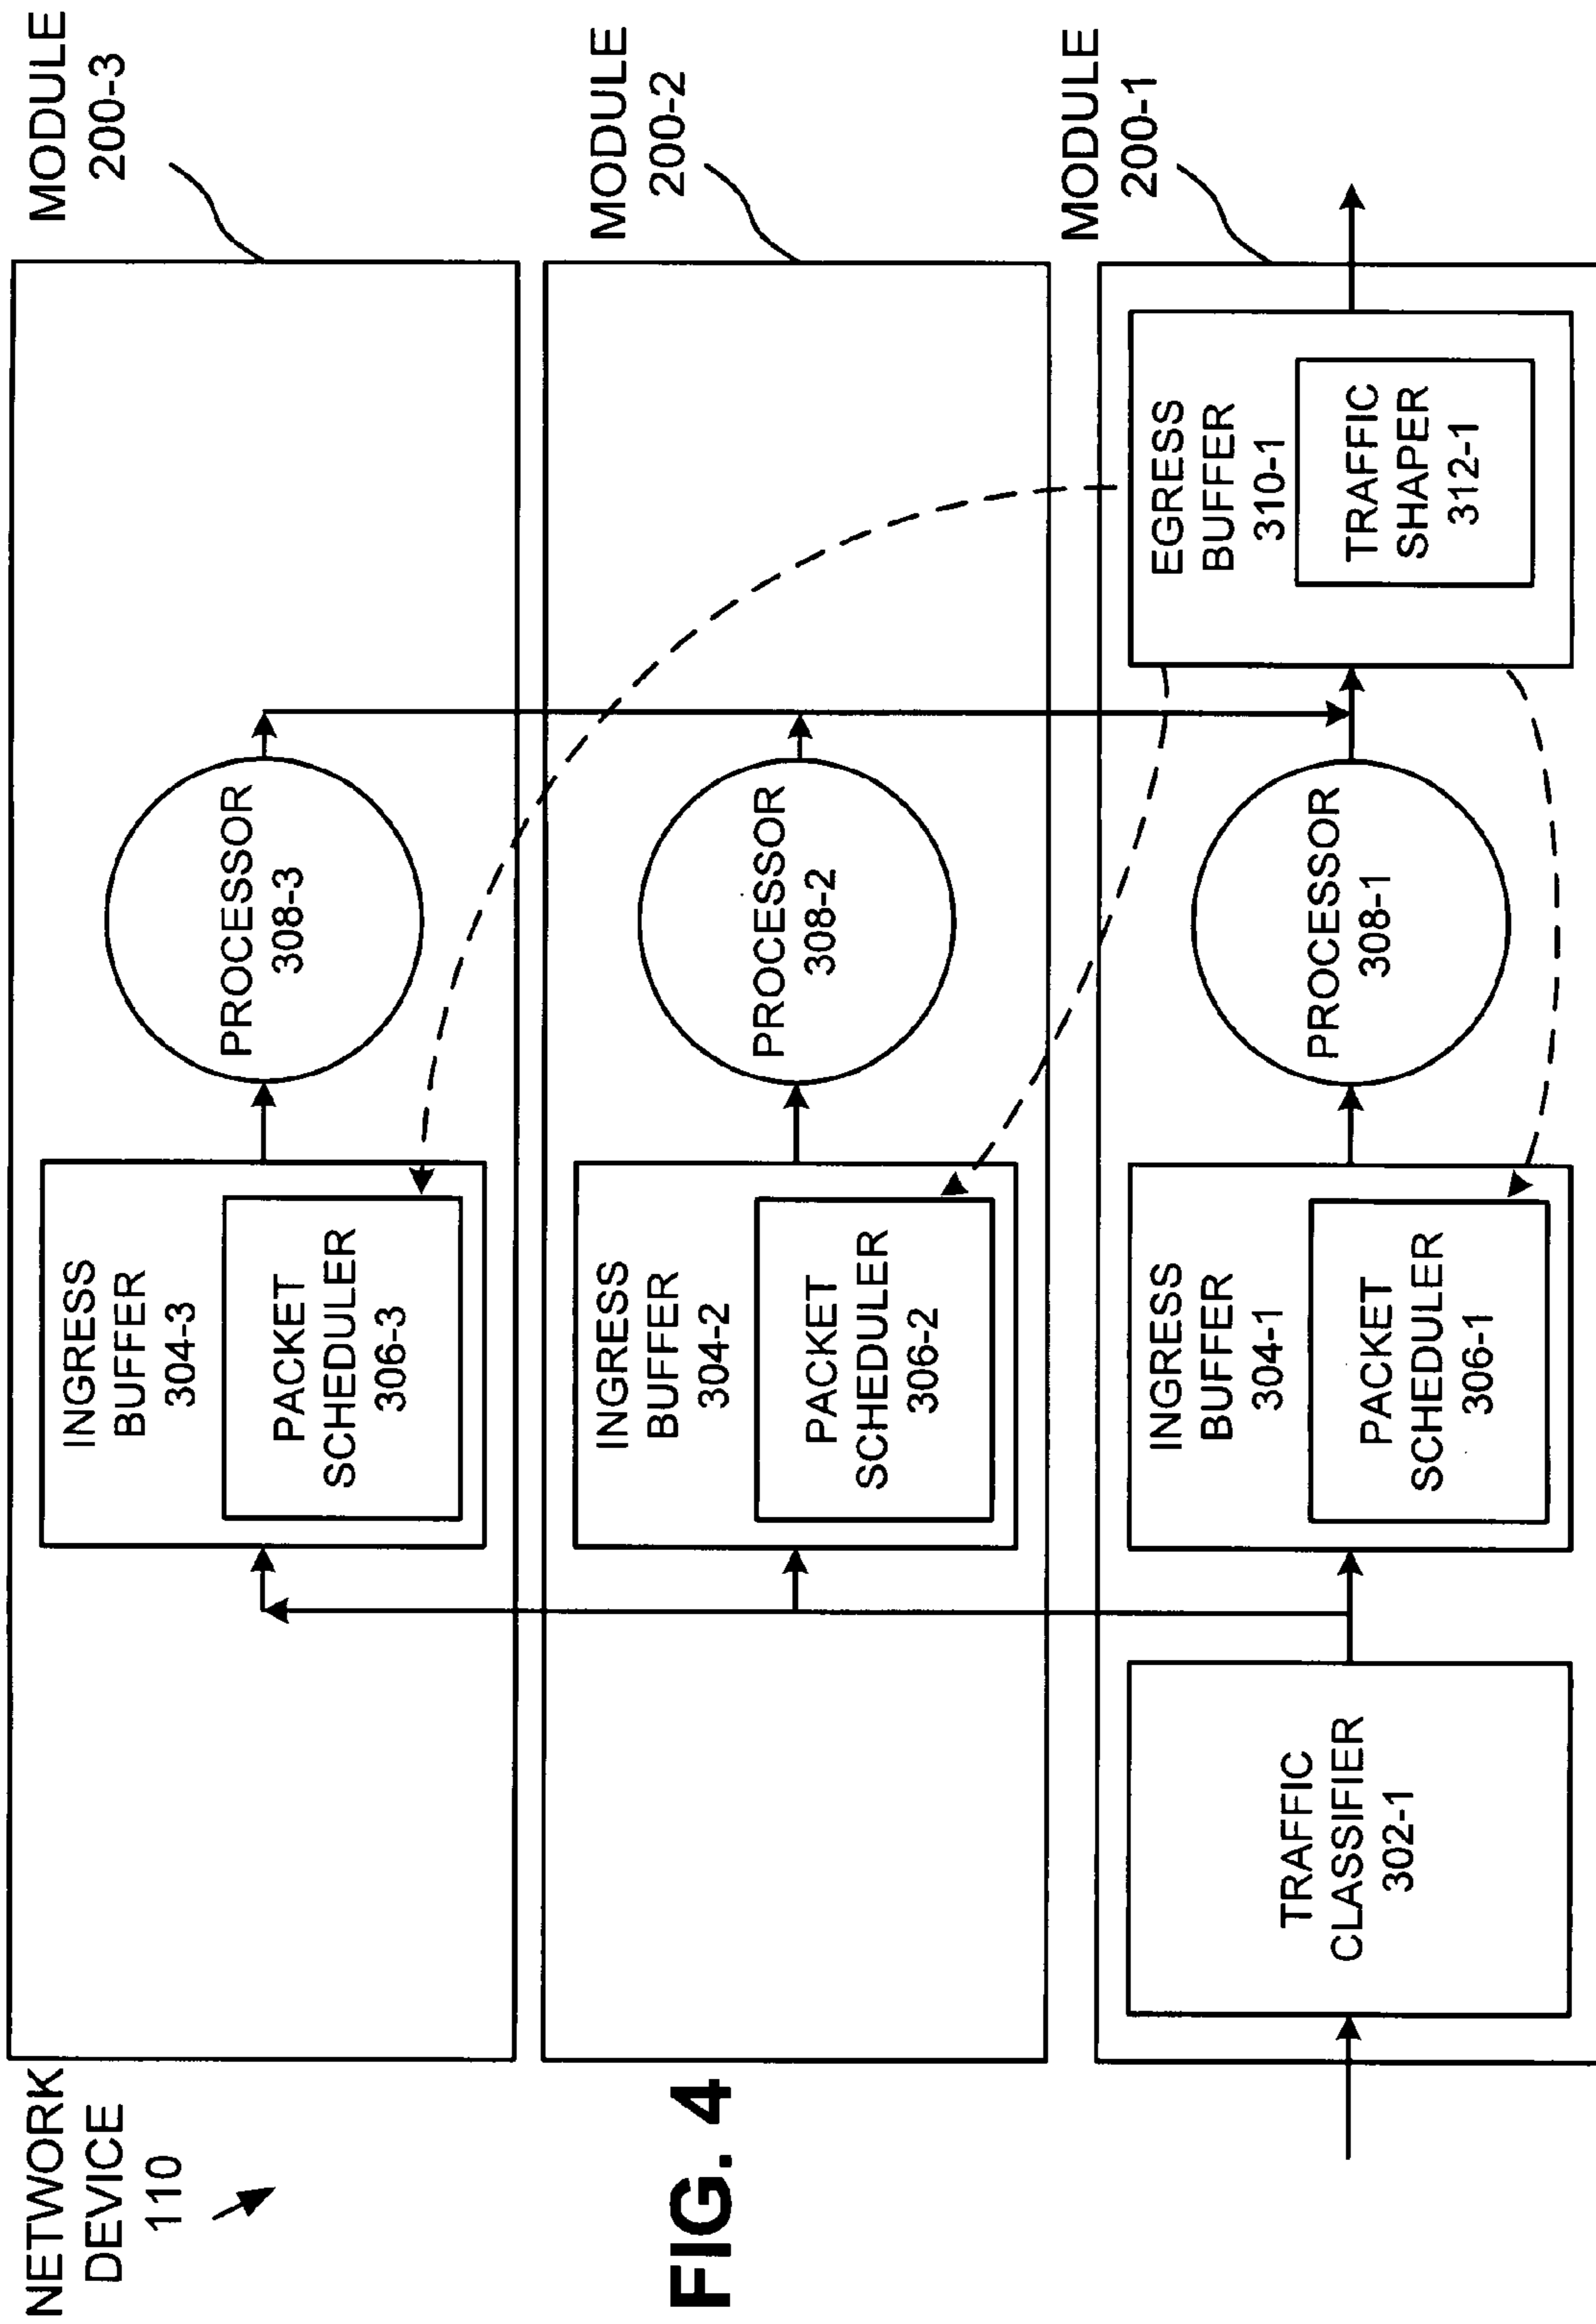 NETWORK
DEVICE
110
MODULE
200-3
INGRESS
BUFFER
304-3
PACKET
SCHEDULER
306-3
PROCESSOR
308-3
MODULE
200-2
INGRESS
BUFFER
304-2
PACKET
SCHEDULER
306-2
PROCESSOR
308-2
MODULE
200-1
TRAFFIC
CLASSIFIER
302-1
INGRESS
BUFFER
304-1
PACKET
SCHEDULER
306-1
PROCESSOR
308-1
EGRESS
BUFFER
310-1
TRAFFIC
SHAPER
312-1
FIG. 4